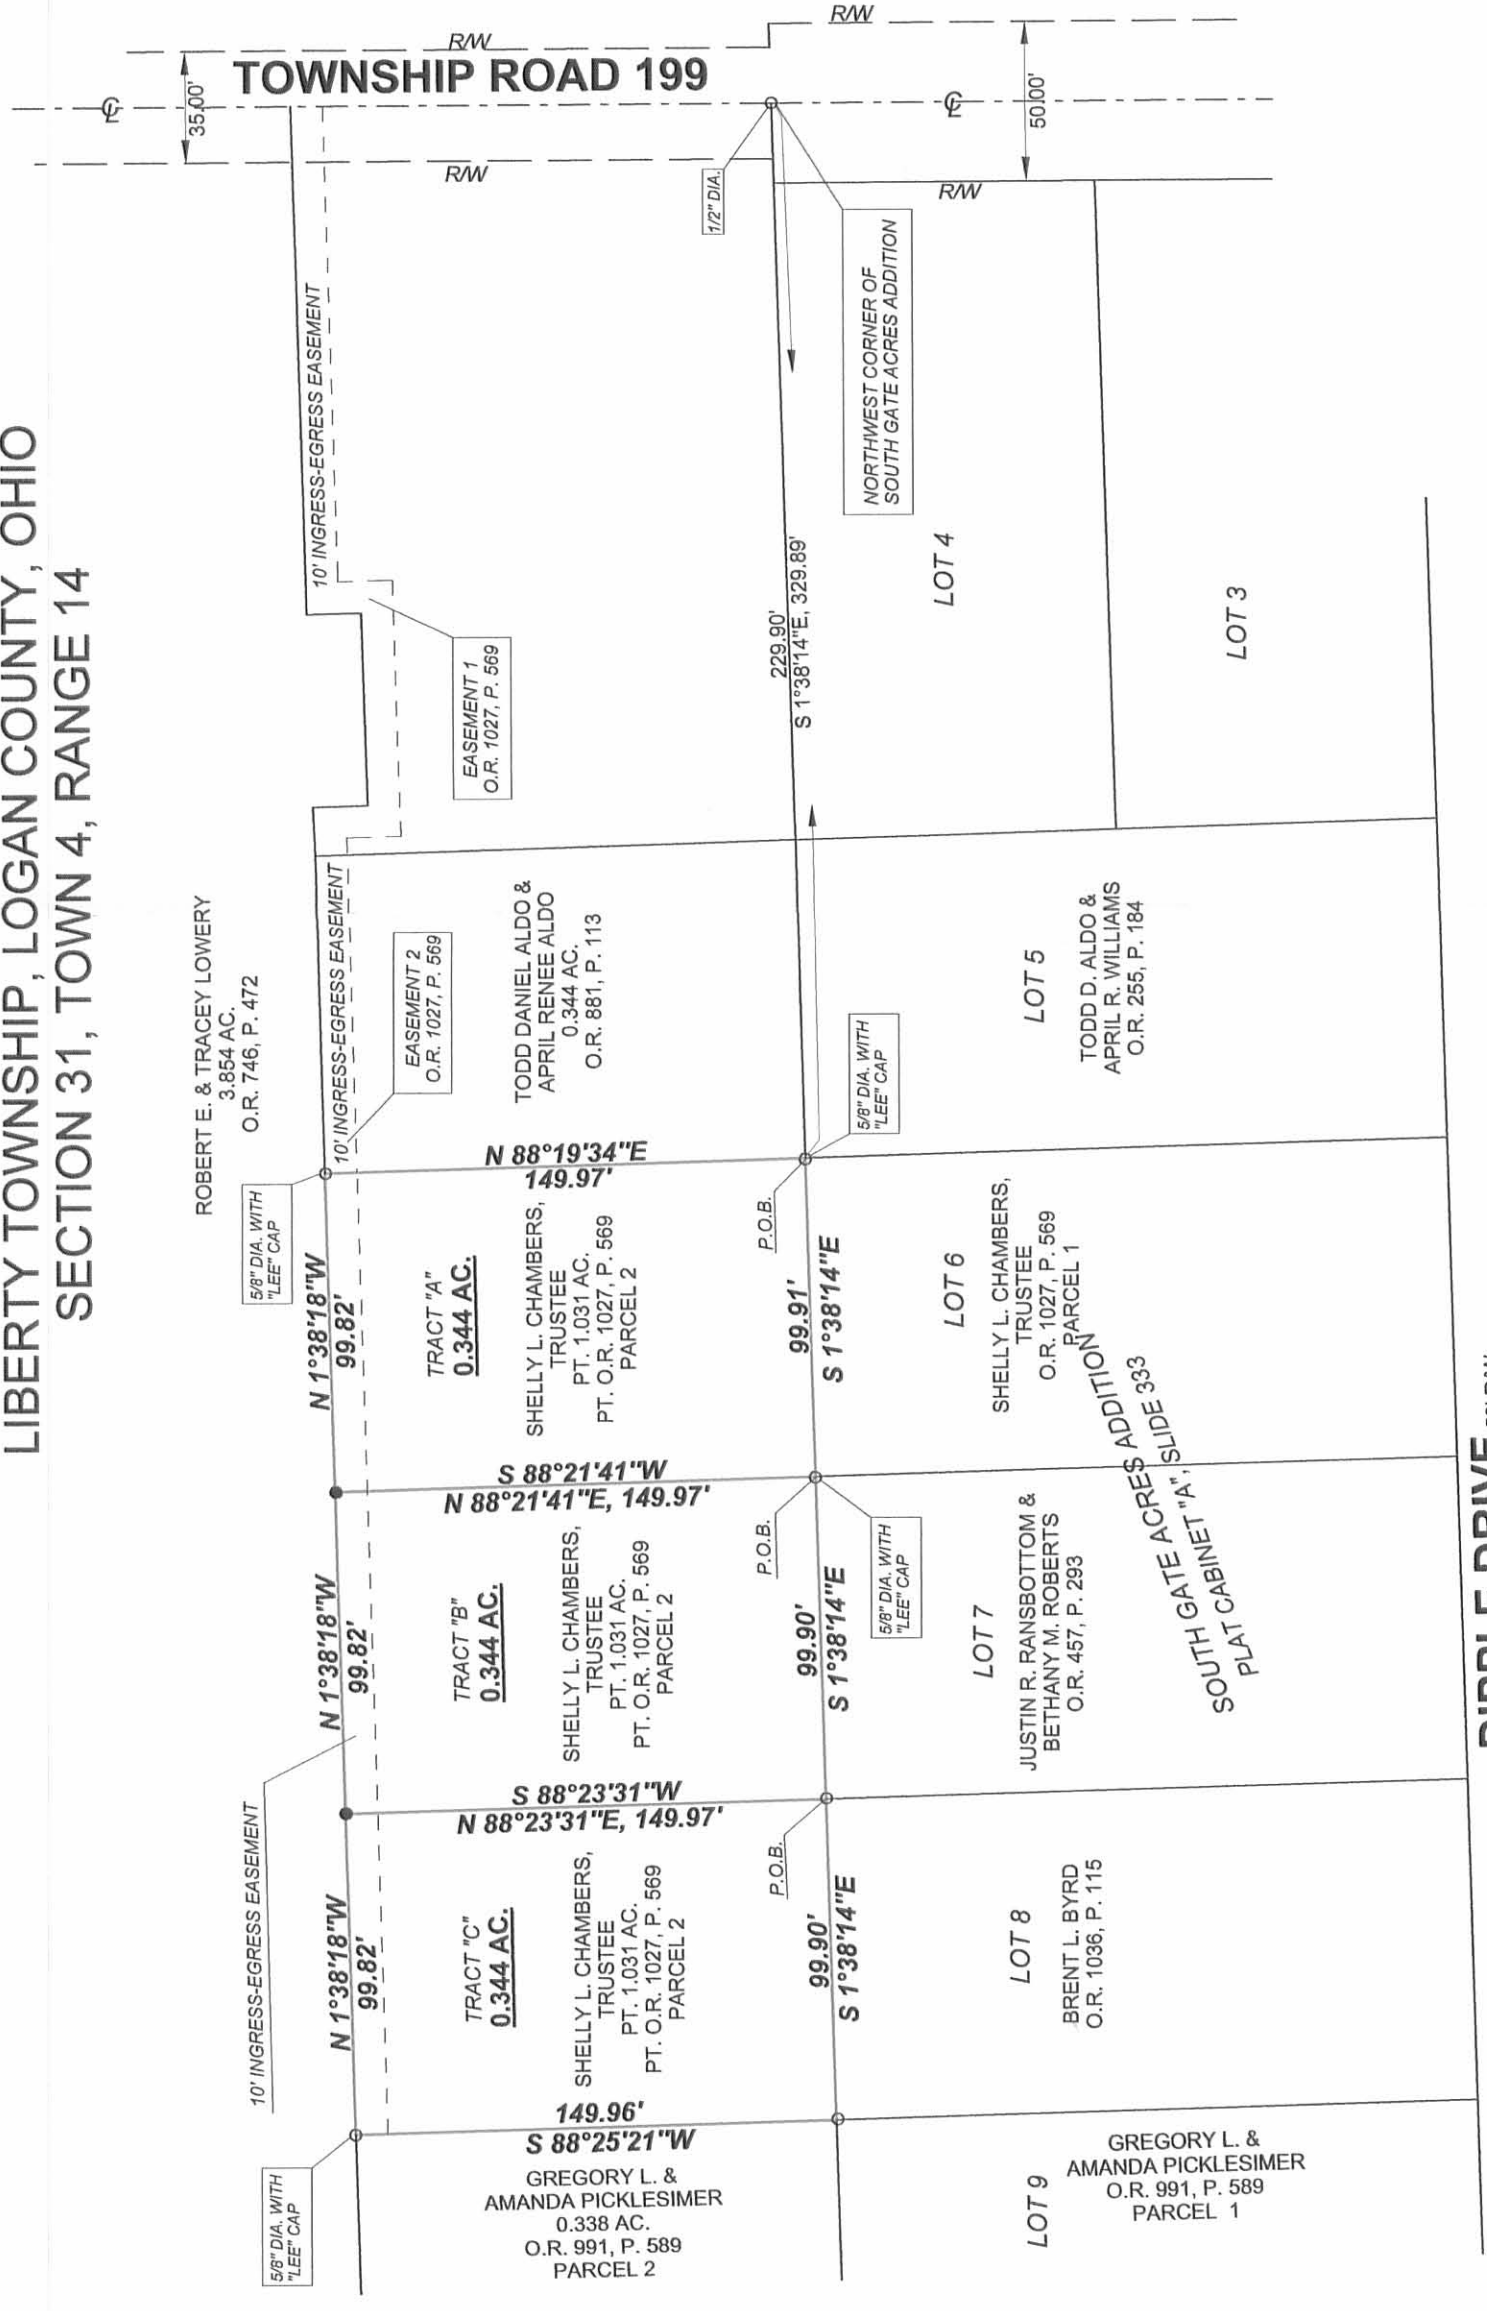 LIBERTY TOWNSHIP, LOGAN COUNTY, OHIO
SECTION 31, TOWN 4, RANGE 14
R/W
R/W
TOWNSHIP ROAD 199
35.00'
50.00'
℄
℄
R/W
R/W
1/2" DIA.
NORTHWEST CORNER OF
SOUTH GATE ACRES ADDITION
10' INGRESS-EGRESS EASEMENT
EASEMENT 1
O.R. 1027, P. 569
229.90'
S 1°38'14"E, 329.89'
LOT 4
LOT 3
ROBERT E. & TRACEY LOWERY
3.854 AC.
O.R. 746, P. 472
10' INGRESS-EGRESS EASEMENT
EASEMENT 2
O.R. 1027, P. 569
TODD DANIEL ALDO &
APRIL RENEE ALDO
0.344 AC.
O.R. 881, P. 113
LOT 5
TODD D. ALDO &
APRIL R. WILLIAMS
O.R. 255, P. 184
5/8" DIA. WITH
"LEE" CAP
5/8" DIA. WITH
"LEE" CAP
N 88°19'34"E
149.97'
N 1°38'18"W
99.82'
TRACT "A"
0.344 AC.
SHELLY L. CHAMBERS,
TRUSTEE
PT. 1.031 AC.
PT. O.R. 1027, P. 569
PARCEL 2
P.O.B.
99.91'
S 1°38'14"E
LOT 6
SHELLY L. CHAMBERS,
TRUSTEE
O.R. 1027, P. 569
PARCEL 1
S 88°21'41"W
N 88°21'41"E, 149.97'
N 1°38'18"W
99.82'
TRACT "B"
0.344 AC.
SHELLY L. CHAMBERS,
TRUSTEE
PT. 1.031 AC.
PT. O.R. 1027, P. 569
PARCEL 2
P.O.B.
5/8" DIA. WITH
"LEE" CAP
99.90'
S 1°38'14"E
LOT 7
JUSTIN R. RANSBOTTOM &
BETHANY M. ROBERTS
O.R. 457, P. 293
SOUTH GATE ACRES ADDITION
PLAT CABINET "A", SLIDE 333
S 88°23'31"W
N 88°23'31"E, 149.97'
10' INGRESS-EGRESS EASEMENT
N 1°38'18"W
99.82'
TRACT "C"
0.344 AC.
SHELLY L. CHAMBERS,
TRUSTEE
PT. 1.031 AC.
PT. O.R. 1027, P. 569
PARCEL 2
P.O.B.
99.90'
S 1°38'14"E
LOT 8
BRENT L. BYRD
O.R. 1036, P. 115
149.96'
S 88°25'21"W
5/8" DIA. WITH
"LEE" CAP
GREGORY L. &
AMANDA PICKLESIMER
0.338 AC.
O.R. 991, P. 589
PARCEL 2
LOT 9
GREGORY L. &
AMANDA PICKLESIMER
O.R. 991, P. 589
PARCEL 1
DRIVE